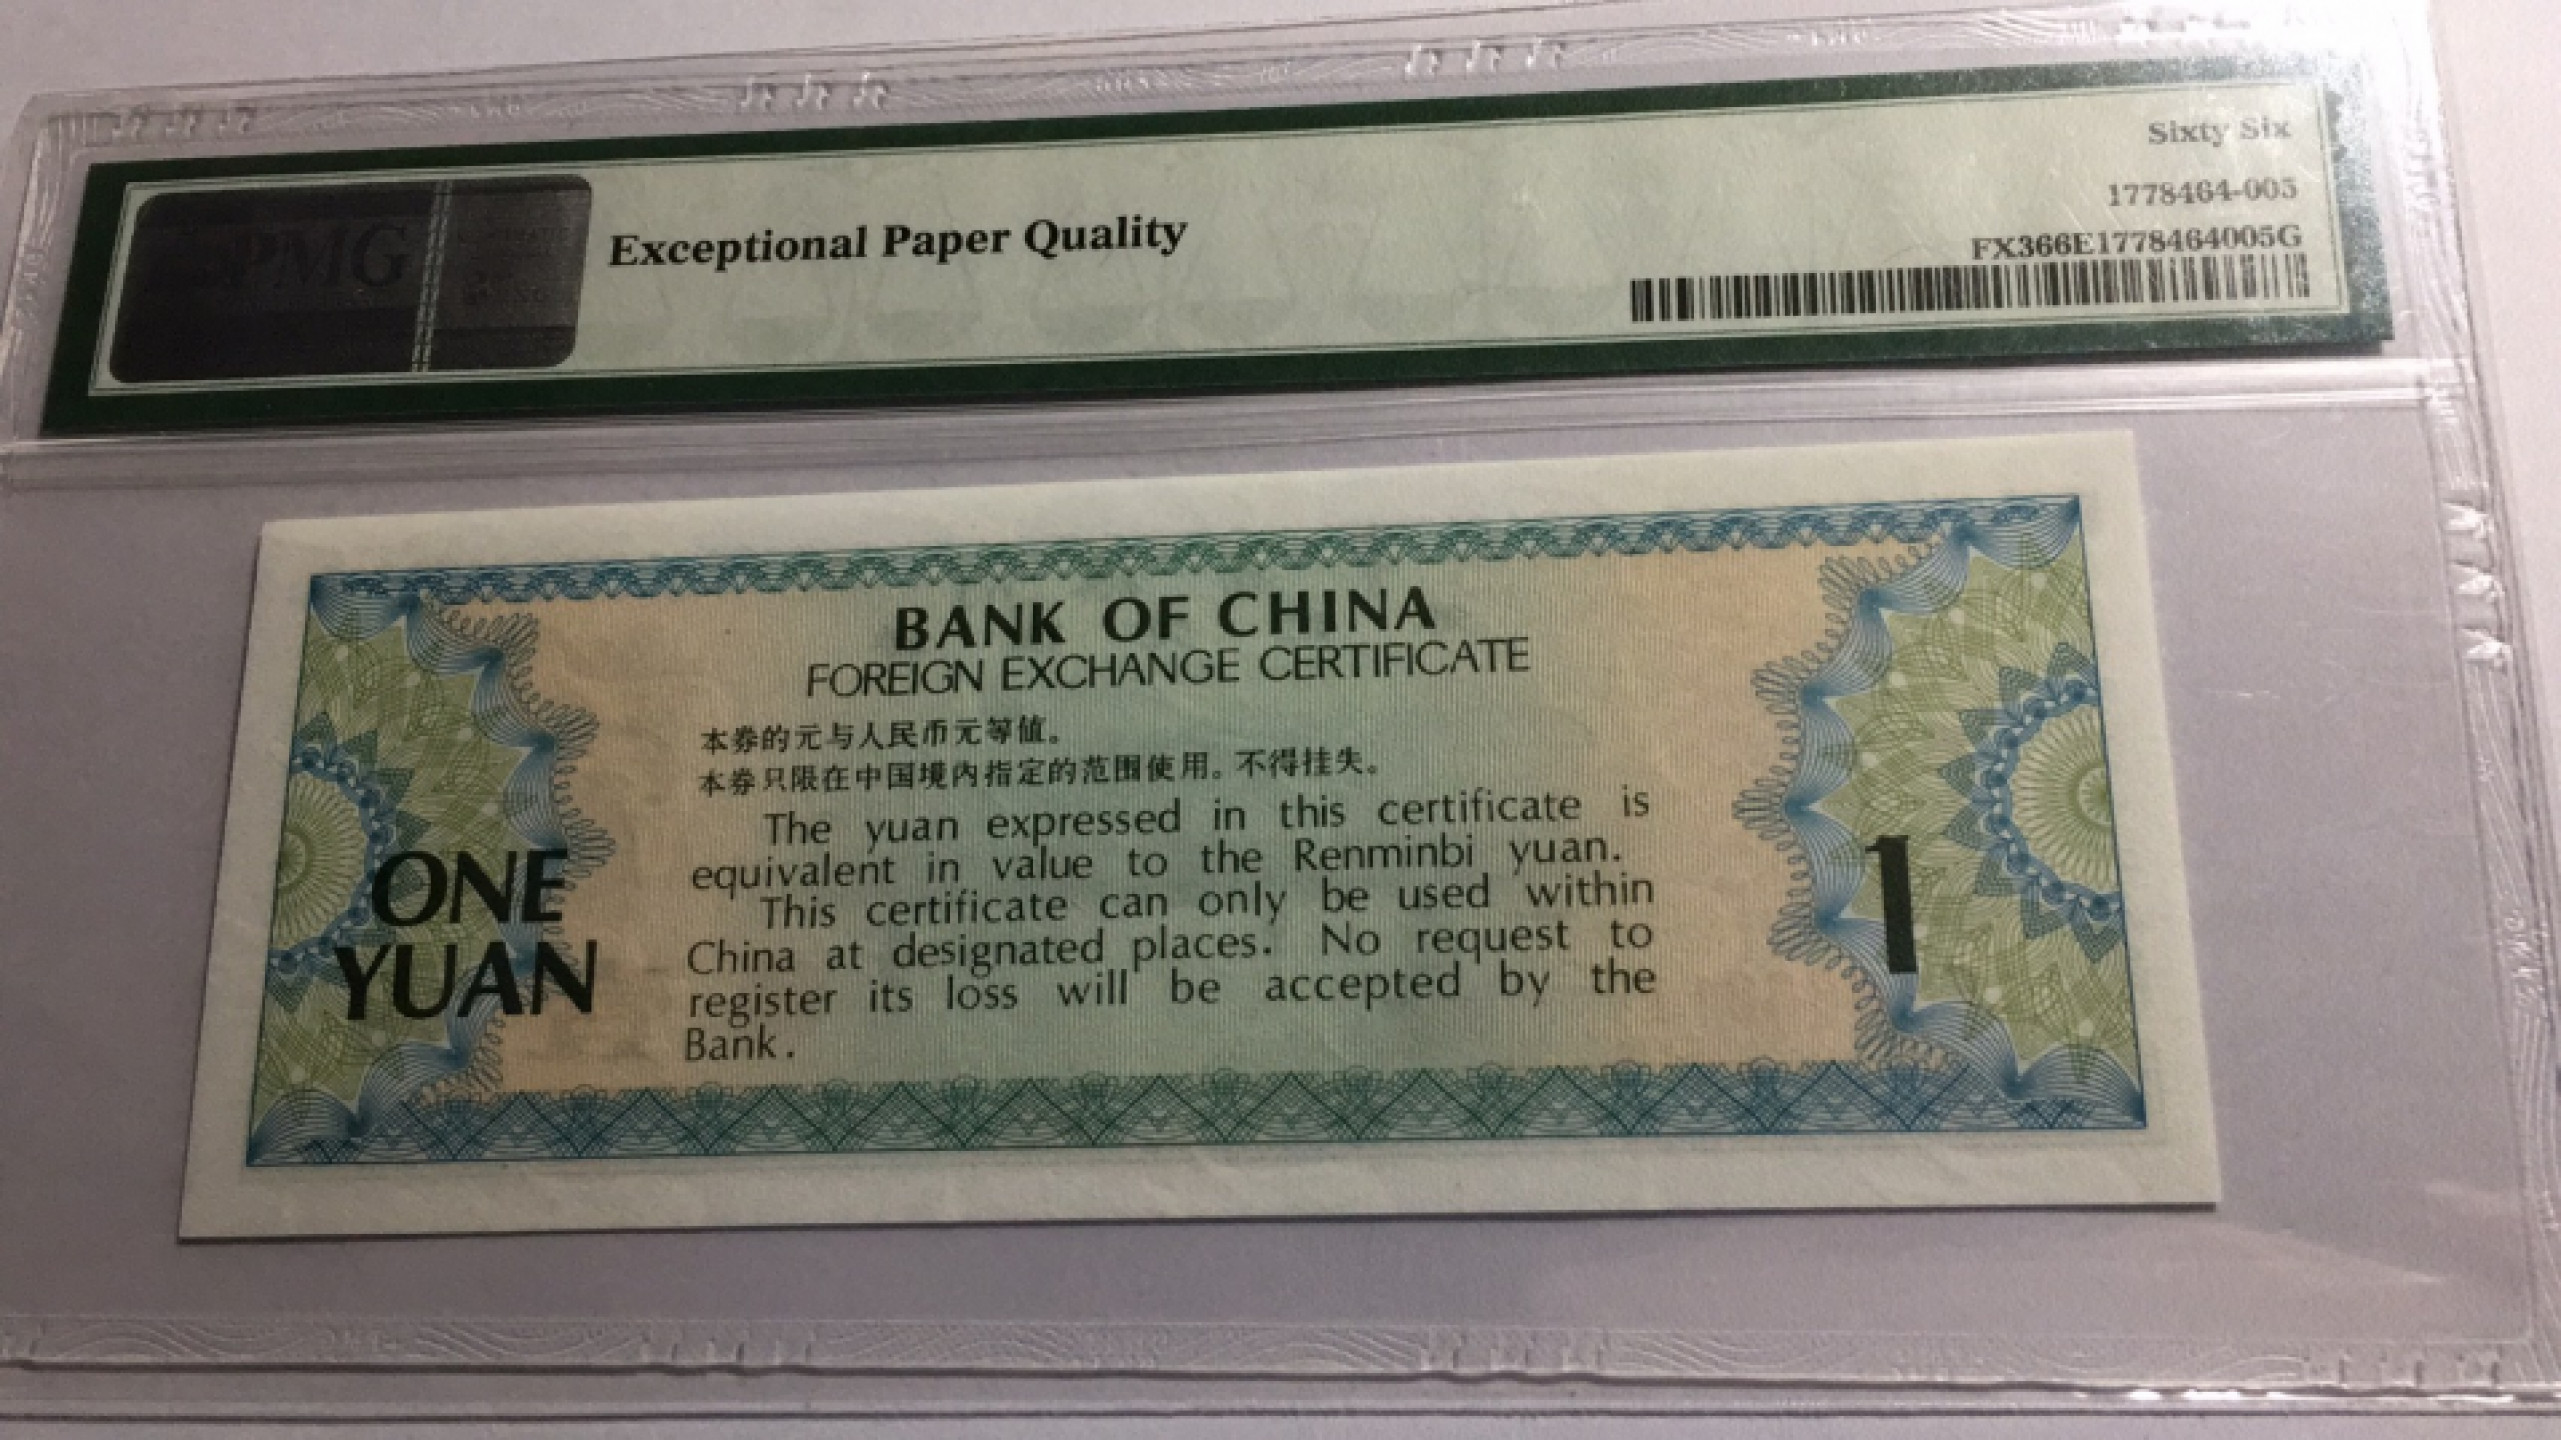 Sixty Six
1778464-005
FX366E1778464005G
PMG
Exceptional Paper Quality
BANK OF CHINA
FOREIGN EXCHANGE CERTIFICATE
本券的元与人民币元等值。
本券只限在中国境内指定的范围使用。不得挂失。
The yuan expressed in this certificate is
equivalent in value to the Renminbi yuan.
This certificate can only be used within
China at designated places. No request to
register its loss will be accepted by the
Bank.
ONE
YUAN
1